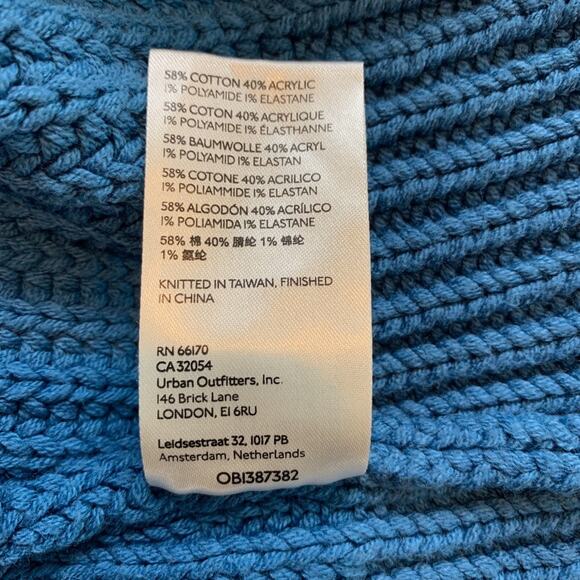 58% COTTON 40% ACRYLIC
1% POLYAMIDE 1% ELASTANE
58% COTON 40% ACRYLIQUE
1% POLYAMIDE 1% ÉLASTHANNE
58% BAUMWOLLE 40% ACRYL
1% POLYAMID 1% ELASTAN
58% COTONE 40% ACRILICO
1% POLIAMMIDE 1% ELASTAN
58% ALGODÓN 40% ACRÍLICO
1% POLIAMIDA 1% ELASTANE
58% 棉 40% 腈纶 1% 锦纶
1% 氨纶
KNITTED IN TAIWAN, FINISHED
IN CHINA
RN 66170
CA 32054
Urban Outfitters, Inc.
146 Brick Lane
LONDON, E1 6RU
Leidsestraat 32, 1017 PB
Amsterdam, Netherlands
OB1387382